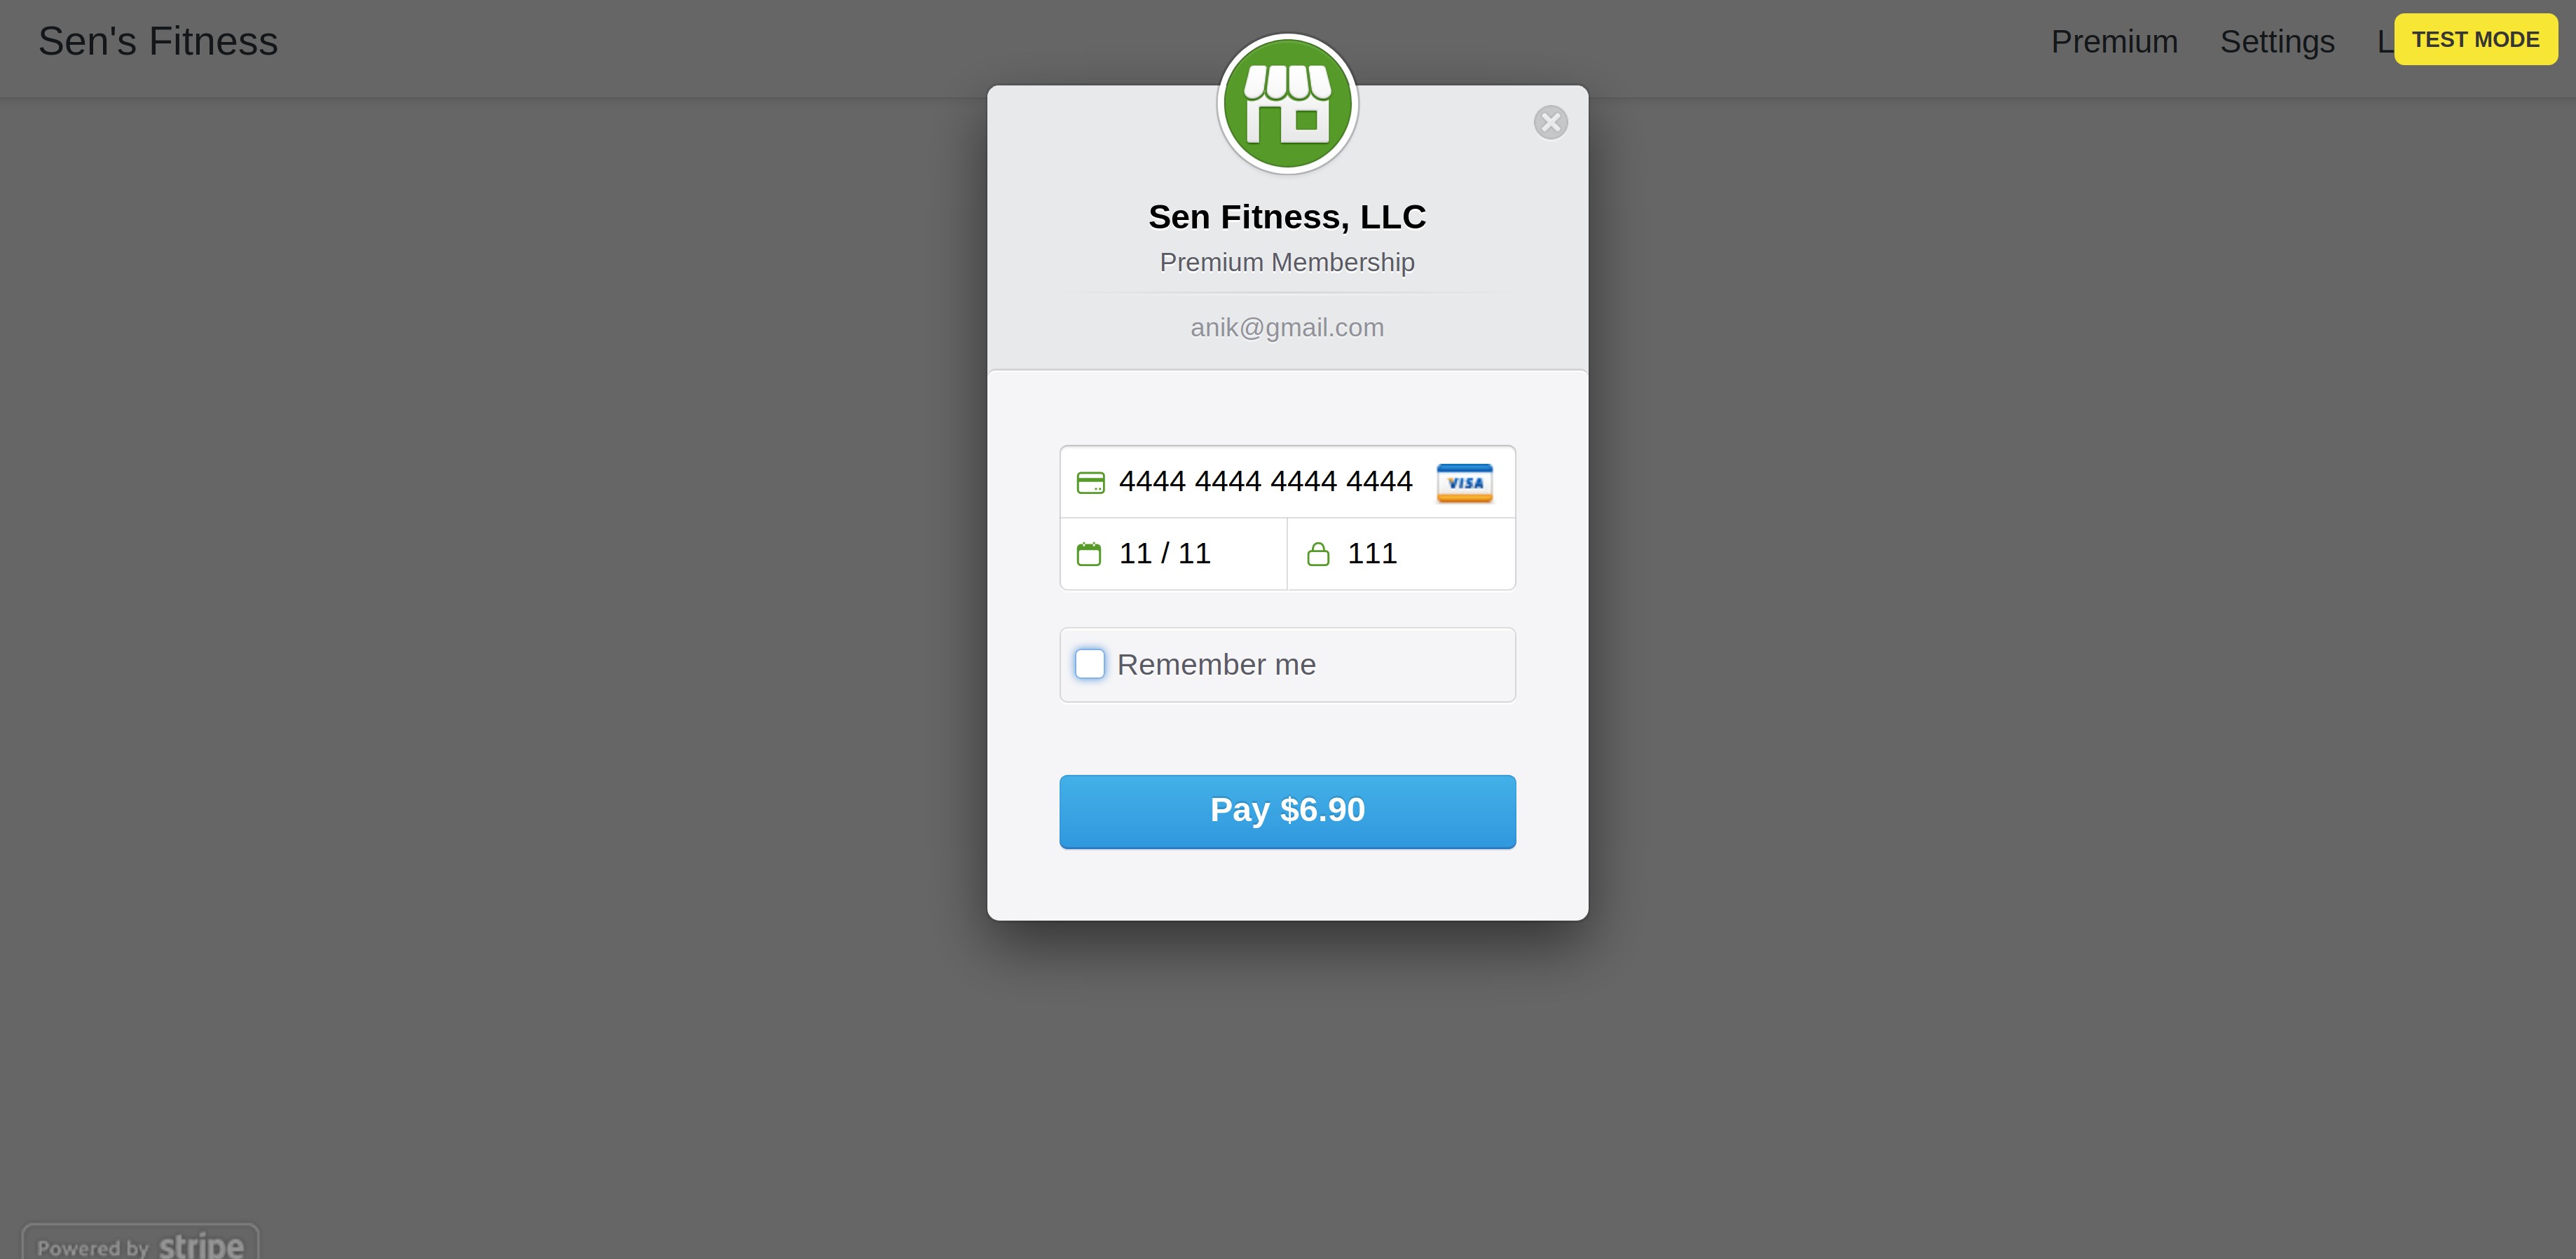 Sen's Fitness
Premium Settings L
TEST MODE
Sen Fitness, LLC
Premium Membership
anik@gmail.com
4444 4444 4444 4444 VISA
11 / 11 111
Remember me
Pay $6.90
Powered by stripe